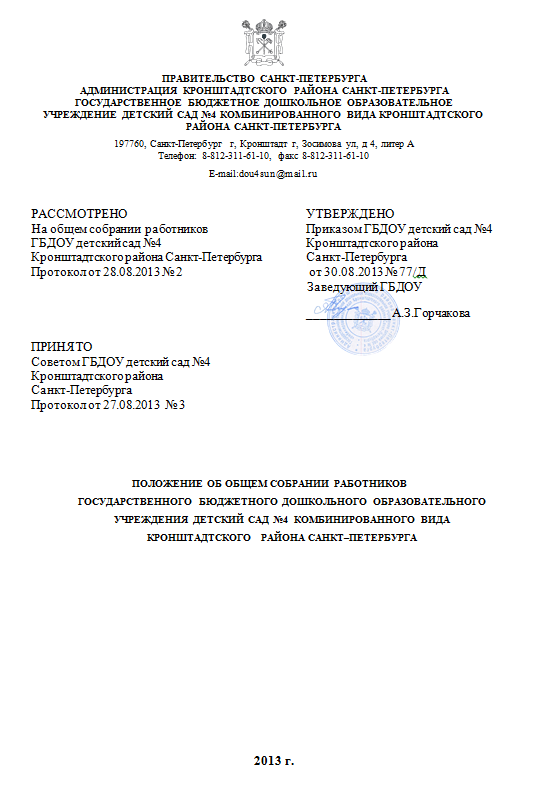 ПРАВИТЕЛЬСТВО САНКТ-ПЕТЕРБУРГА
АДМИНИСТРАЦИЯ КРОНШТАДТСКОГО РАЙОНА САНКТ-ПЕТЕРБУРГА
ГОСУДАРСТВЕННОЕ БЮДЖЕТНОЕ ДОШКОЛЬНОЕ ОБРАЗОВАТЕЛЬНОЕ
УЧРЕЖДЕНИЕ ДЕТСКИЙ САД №4 КОМБИНИРОВАННОГО ВИДА КРОНШТАДТСКОГО
РАЙОНА САНКТ-ПЕТЕРБУРГА
197760, Санкт-Петербург г, Кронштадт г, Зосимова ул, д 4, литер А
Телефон: 8-812-311-61-10, факс 8-812-311-61-10
E-mail:dou4sun@mail.ru
РАССМОТРЕНО
На общем собрании работников
ГБДОУ детский сад №4
Кронштадтского района Санкт-Петербурга
Протокол от 28.08.2013 № 2
УТВЕРЖДЕНО
Приказом ГБДОУ детский сад №4
Кронштадтского района
Санкт-Петербурга
от 30.08.2013 № 77/Д
Заведующий ГБДОУ
______________ А.З.Горчакова
ПРИНЯТО
Советом ГБДОУ детский сад №4
Кронштадтского района
Санкт-Петербурга
Протокол от 27.08.2013 № 3
ПОЛОЖЕНИЕ ОБ ОБЩЕМ СОБРАНИИ РАБОТНИКОВ
ГОСУДАРСТВЕННОГО БЮДЖЕТНОГО ДОШКОЛЬНОГО ОБРАЗОВАТЕЛЬНОГО
УЧРЕЖДЕНИЯ ДЕТСКИЙ САД №4 КОМБИНИРОВАННОГО ВИДА
КРОНШТАДТСКОГО РАЙОНА САНКТ–ПЕТЕРБУРГА
2013 г.